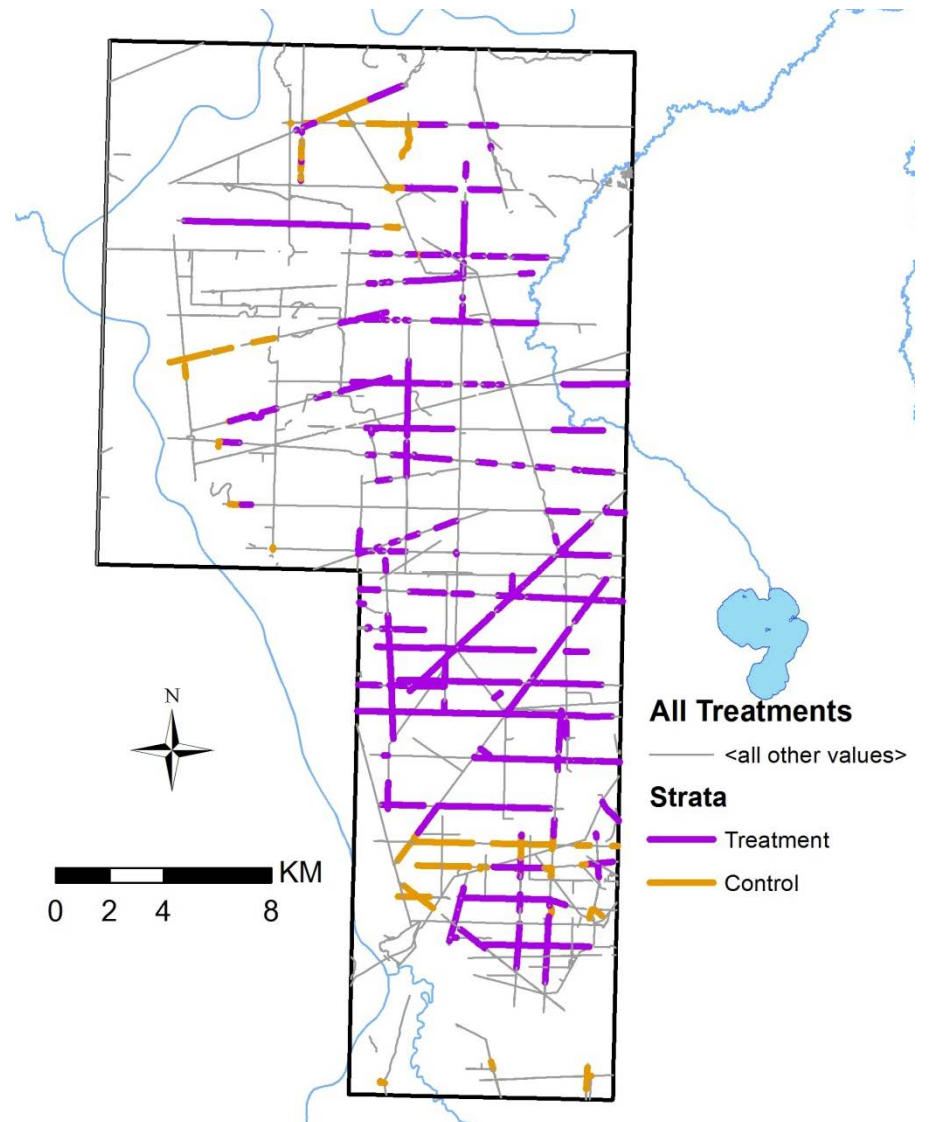 N
KM
0 2 4 8
All Treatments
<all other values>
Strata
Treatment
Control